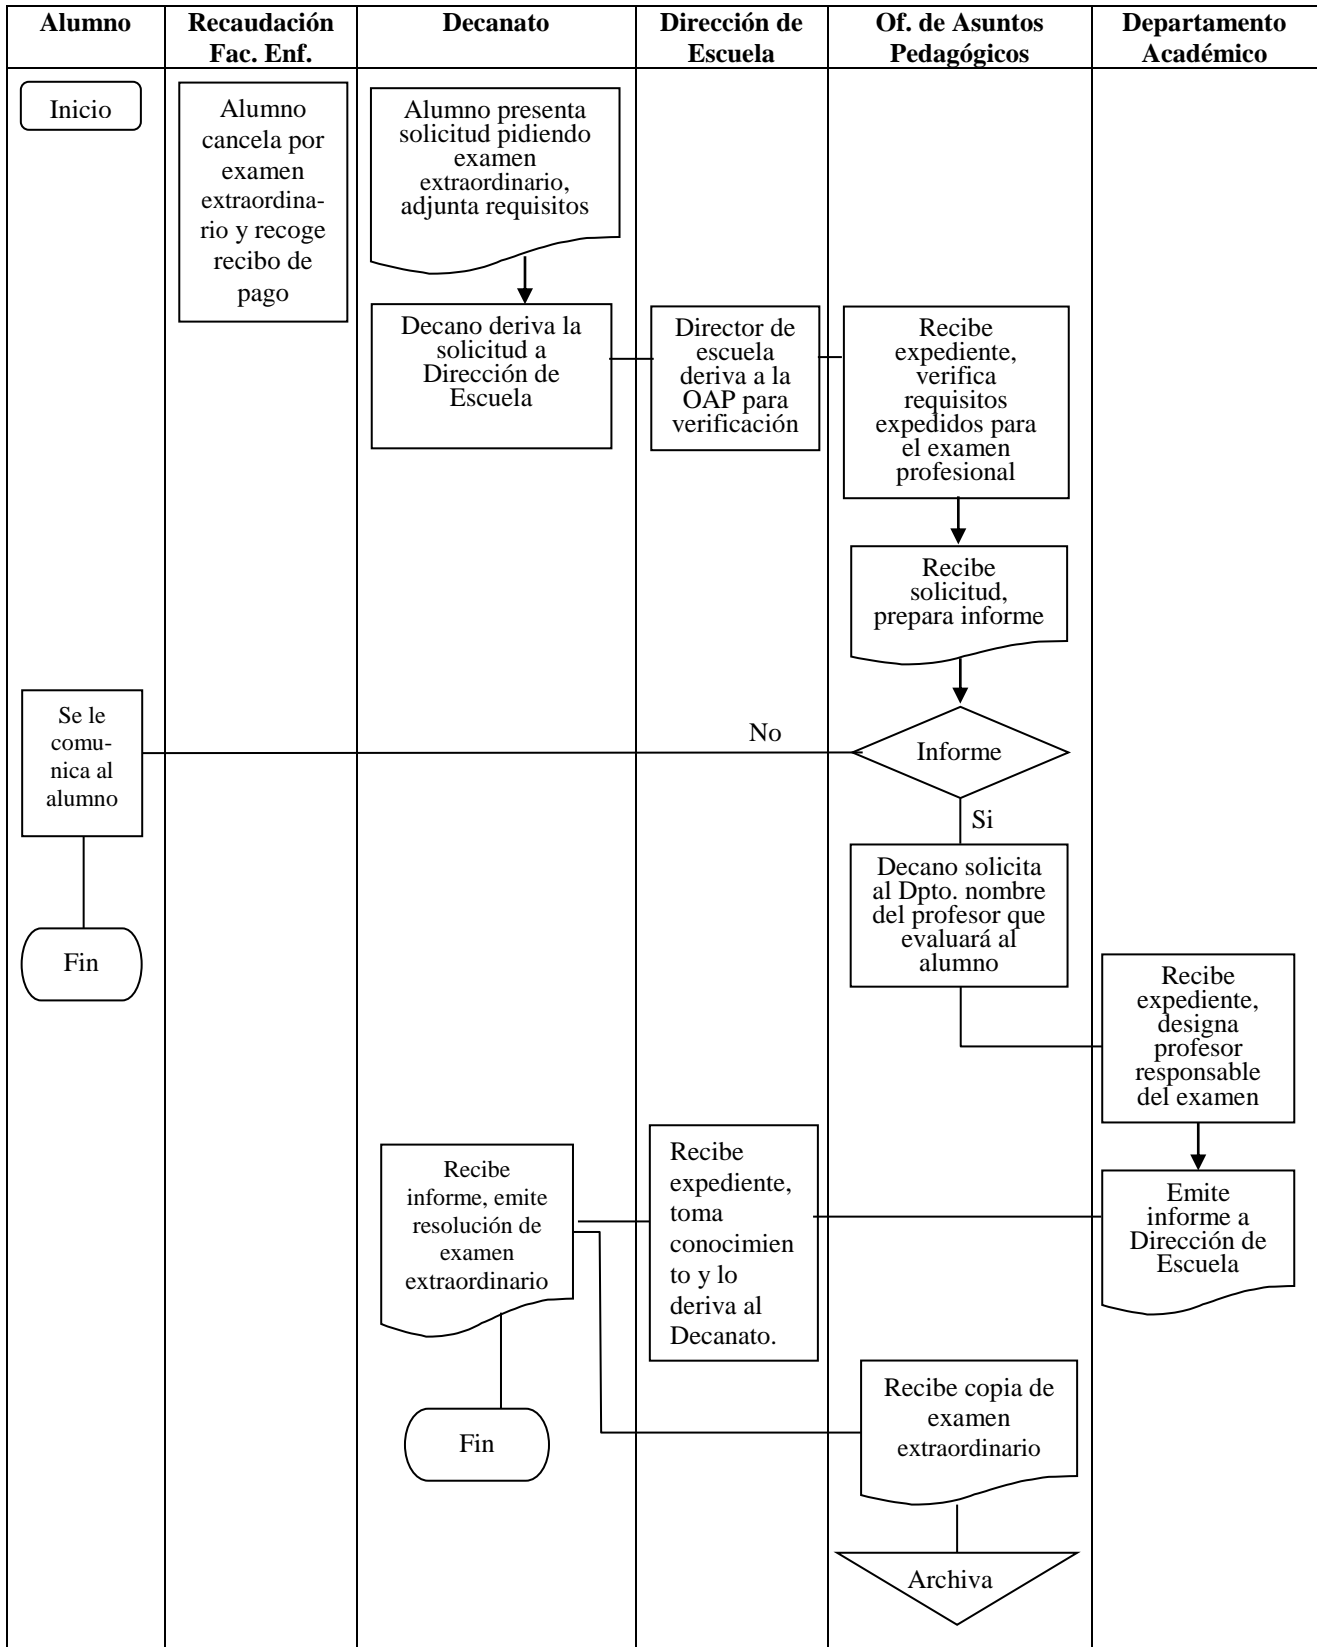 Alumno
Recaudación
Fac. Enf.
Decanato
Dirección de
Escuela
Of. de Asuntos
Pedagógicos
Departamento
Académico
Inicio
Alumno
cancela por
examen
extraordina-
rio y recoge
recibo de
pago
Alumno presenta
solicitud pidiendo
examen
extraordinario,
adjunta requisitos
Decano deriva la
solicitud a
Dirección de
Escuela
Director de
escuela
deriva a la
OAP para
verificación
Recibe
expediente,
verifica
requisitos
expedidos para
el examen
profesional
Recibe
solicitud,
prepara informe
Informe
No
Se le
comu-
nica al
alumno
Fin
Si
Decano solicita
al Dpto. nombre
del profesor que
evaluará al
alumno
Recibe
expediente,
designa
profesor
responsable
del examen
Emite
informe a
Dirección de
Escuela
Recibe
expediente,
toma
conocimien
to y lo
deriva al
Decanato.
Recibe
informe, emite
resolución de
examen
extraordinario
Fin
Recibe copia de
examen
extraordinario
Archiva